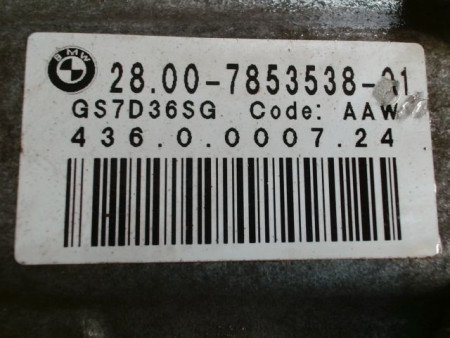 BMW
28.00-7853538-01
GS7D36SG Code: AAW
436.0.0007.24